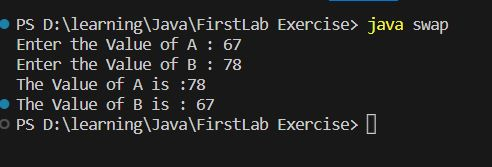 PS D:\learning\Java\FirstLab Exercise> java swap
Enter the Value of A : 67
Enter the Value of B : 78
The Value of A is :78
The Value of B is : 67
PS D:\learning\Java\FirstLab Exercise>